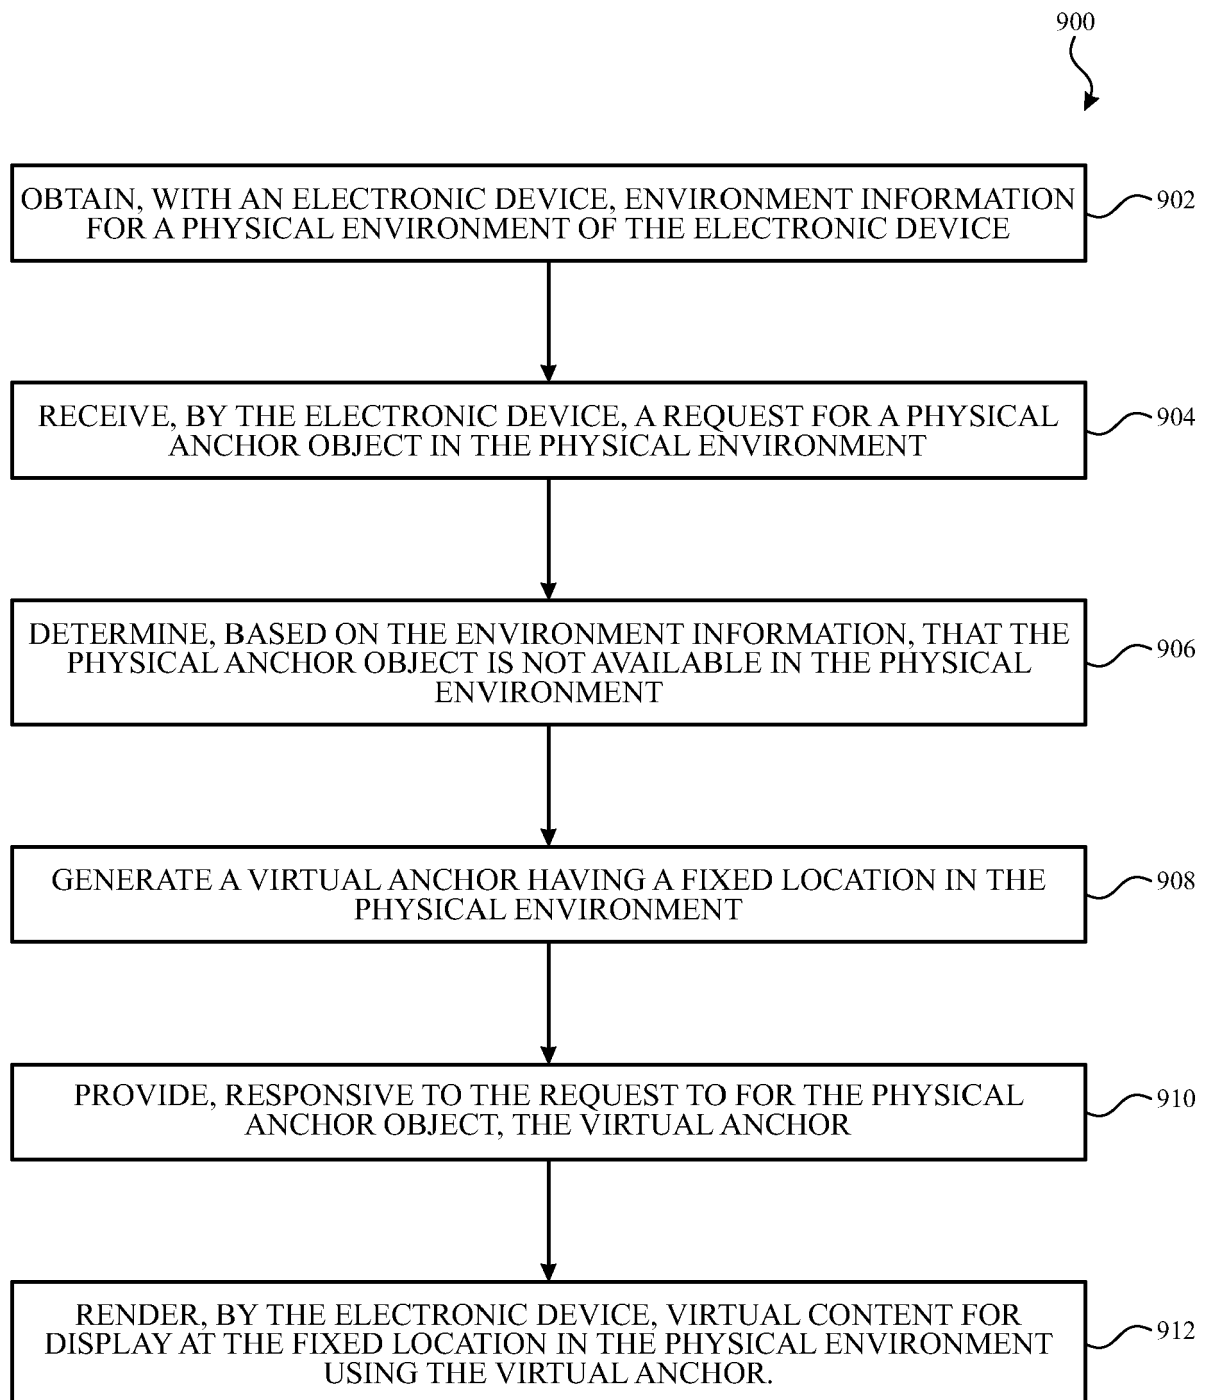 900
OBTAIN, WITH AN ELECTRONIC DEVICE, ENVIRONMENT INFORMATION
FOR A PHYSICAL ENVIRONMENT OF THE ELECTRONIC DEVICE
902
RECEIVE, BY THE ELECTRONIC DEVICE, A REQUEST FOR A PHYSICAL
ANCHOR OBJECT IN THE PHYSICAL ENVIRONMENT
904
DETERMINE, BASED ON THE ENVIRONMENT INFORMATION, THAT THE
PHYSICAL ANCHOR OBJECT IS NOT AVAILABLE IN THE PHYSICAL
ENVIRONMENT
906
GENERATE A VIRTUAL ANCHOR HAVING A FIXED LOCATION IN THE
PHYSICAL ENVIRONMENT
908
PROVIDE, RESPONSIVE TO THE REQUEST TO FOR THE PHYSICAL
ANCHOR OBJECT, THE VIRTUAL ANCHOR
910
RENDER, BY THE ELECTRONIC DEVICE, VIRTUAL CONTENT FOR
DISPLAY AT THE FIXED LOCATION IN THE PHYSICAL ENVIRONMENT
USING THE VIRTUAL ANCHOR.
912